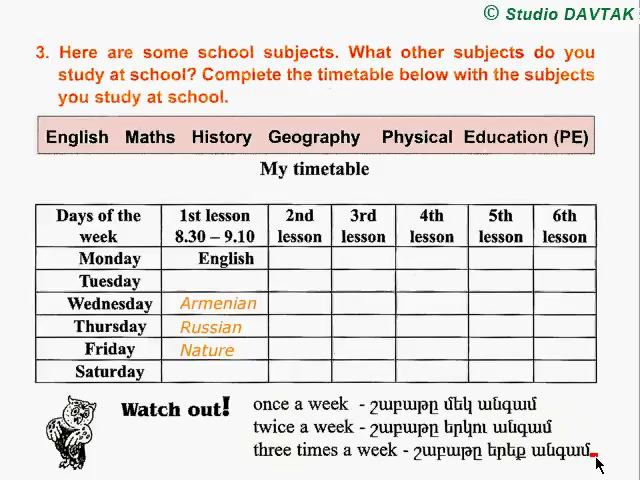 © Studio DAVTAK
3. Here are some school subjects. What other subjects do you
study at school? Complete the timetable below with the subjects
you study at school.
English Maths History Geography Physical Education (PE)
My timetable
Days of the week 1st lesson 8.30 – 9.10 2nd lesson 3rd lesson 4th lesson 5th lesson 6th lesson
Monday English
Tuesday
Wednesday Armenian
Thursday Russian
Friday Nature
Saturday
Watch out!
once a week - շաբաթը մեկ անգամ
twice a week - շաբաթը երկու անգամ
three times a week - շաբաթը երեք անգամ